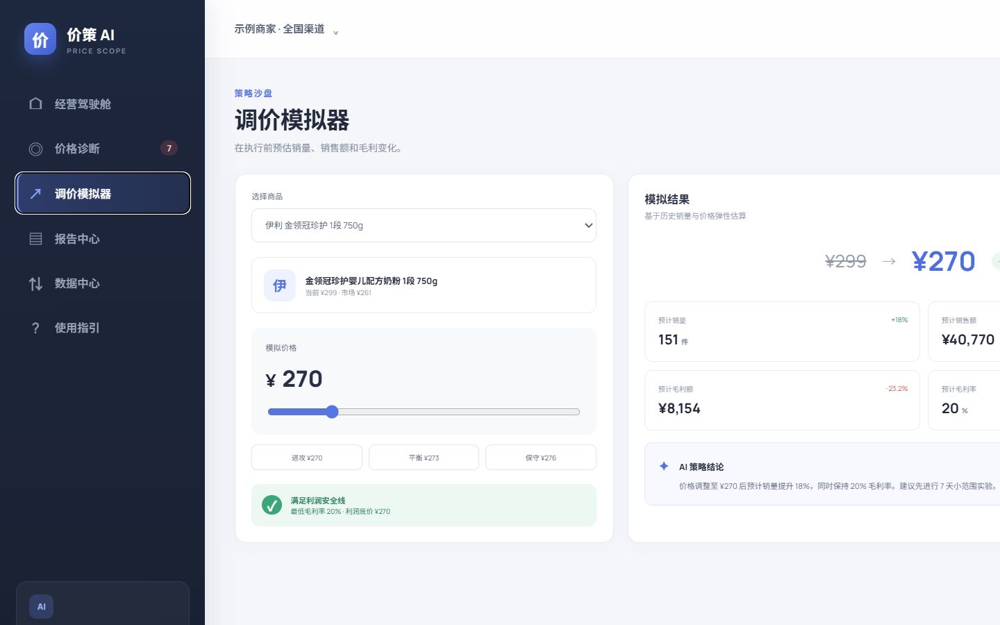 价
价策 AI
PRICE SCOPE
经营驾驶舱
价格诊断
7
调价模拟器
报告中心
数据中心
? 使用指引
AI
示例商家 · 全国渠道
策略沙盘
调价模拟器
在执行前预估销量、销售额和毛利变化。
选择商品
伊利 金领冠珍护 1段 750g
伊
金领冠珍护婴儿配方奶粉 1段 750g
当前 ¥299 · 市场 ¥261
模拟价格
¥ 270
进攻 ¥270
平衡 ¥273
保守 ¥276
满足利润安全线
最低毛利率 20% · 利润底价 ¥270
模拟结果
基于历史销量与价格弹性估算
¥299 → ¥270
预计销量
+18%
151 件
预计销售额
¥40,770
预计毛利额
-23.2%
¥8,154
预计毛利率
20 %
AI 策略结论
价格调整至 ¥270 后预计销量提升 18%，同时保持 20% 毛利率。建议先进行 7 天小范围实验。